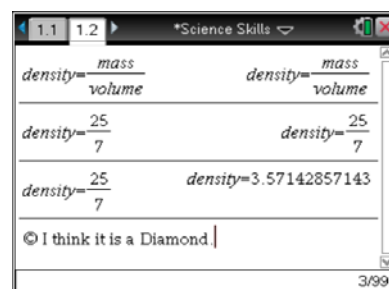 1.1 1.2 *Science Skills
density=mass/volume density=mass/volume
density=25/7 density=25/7
density=25/7 density=3.57142857143
© I think it is a Diamond.
3/99